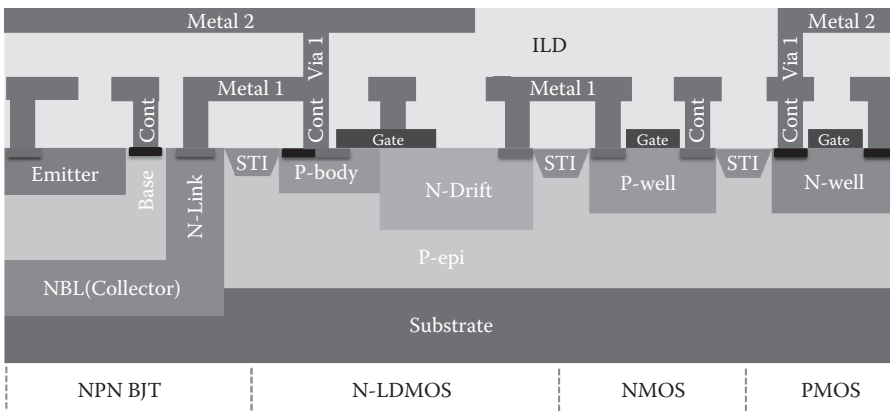 Metal 2
Metal 2
ILD
Via 1
Via 1
Metal 1
Metal 1
Cont
Cont
Cont
Cont
Gate
Gate
Gate
Emitter
Base
N-Link
STI
P-body
N-Drift
STI
P-well
STI
N-well
P-epi
NBL(Collector)
Substrate
NPN BJT
N-LDMOS
NMOS
PMOS